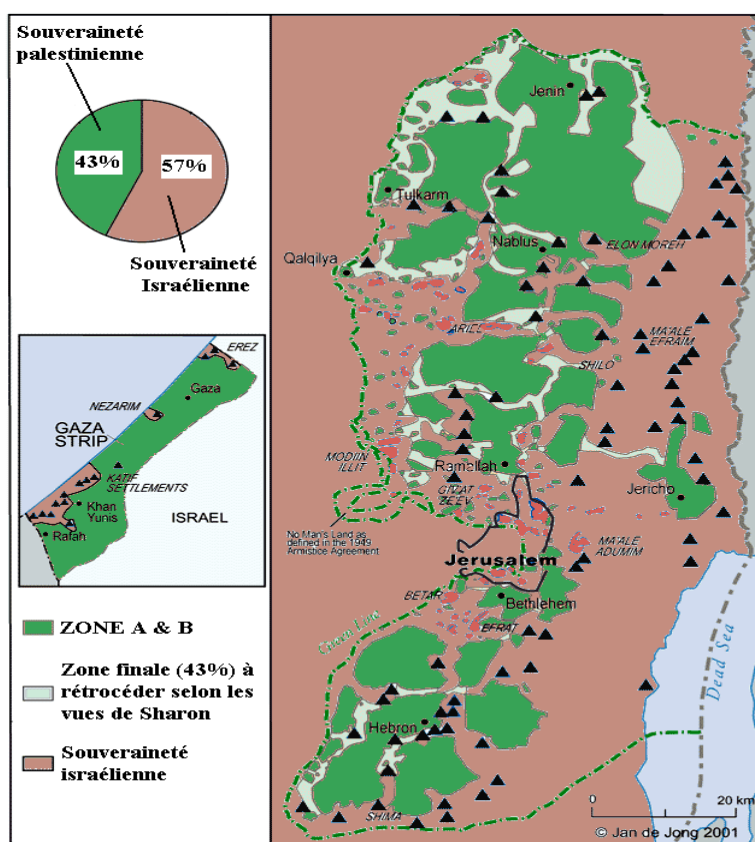 Souveraineté
palestinienne
43%
57%
Souveraineté
Israélienne
EREZ
Gaza
NEZARIM
GAZA
STRIP
KATIF
SETTLEMENTS
Khan
Yunis
ISRAEL
Rafah
ZONE A & B
Zone finale (43%) à
rétrocéder selon les
vues de Sharon
Souveraineté
israélienne
Jenin
Tulkarm
Nablus
ELON MOREH
Qalqilya
ARIEL
MA'ALE
EFRAIM
SHILO
MODIIN
ILLIT
Ramallah
GIVAT
ZE'EV
Jericho
No Man's Land as
defined in the 1949
Armistice Agreement
Jerusalem
MA'ALE
ADUMIM
BETAR
Bethlehem
EFRAT
Green Line
Dead Sea
Hebron
SHIMA
0
20 km
© Jan de Jong 2001